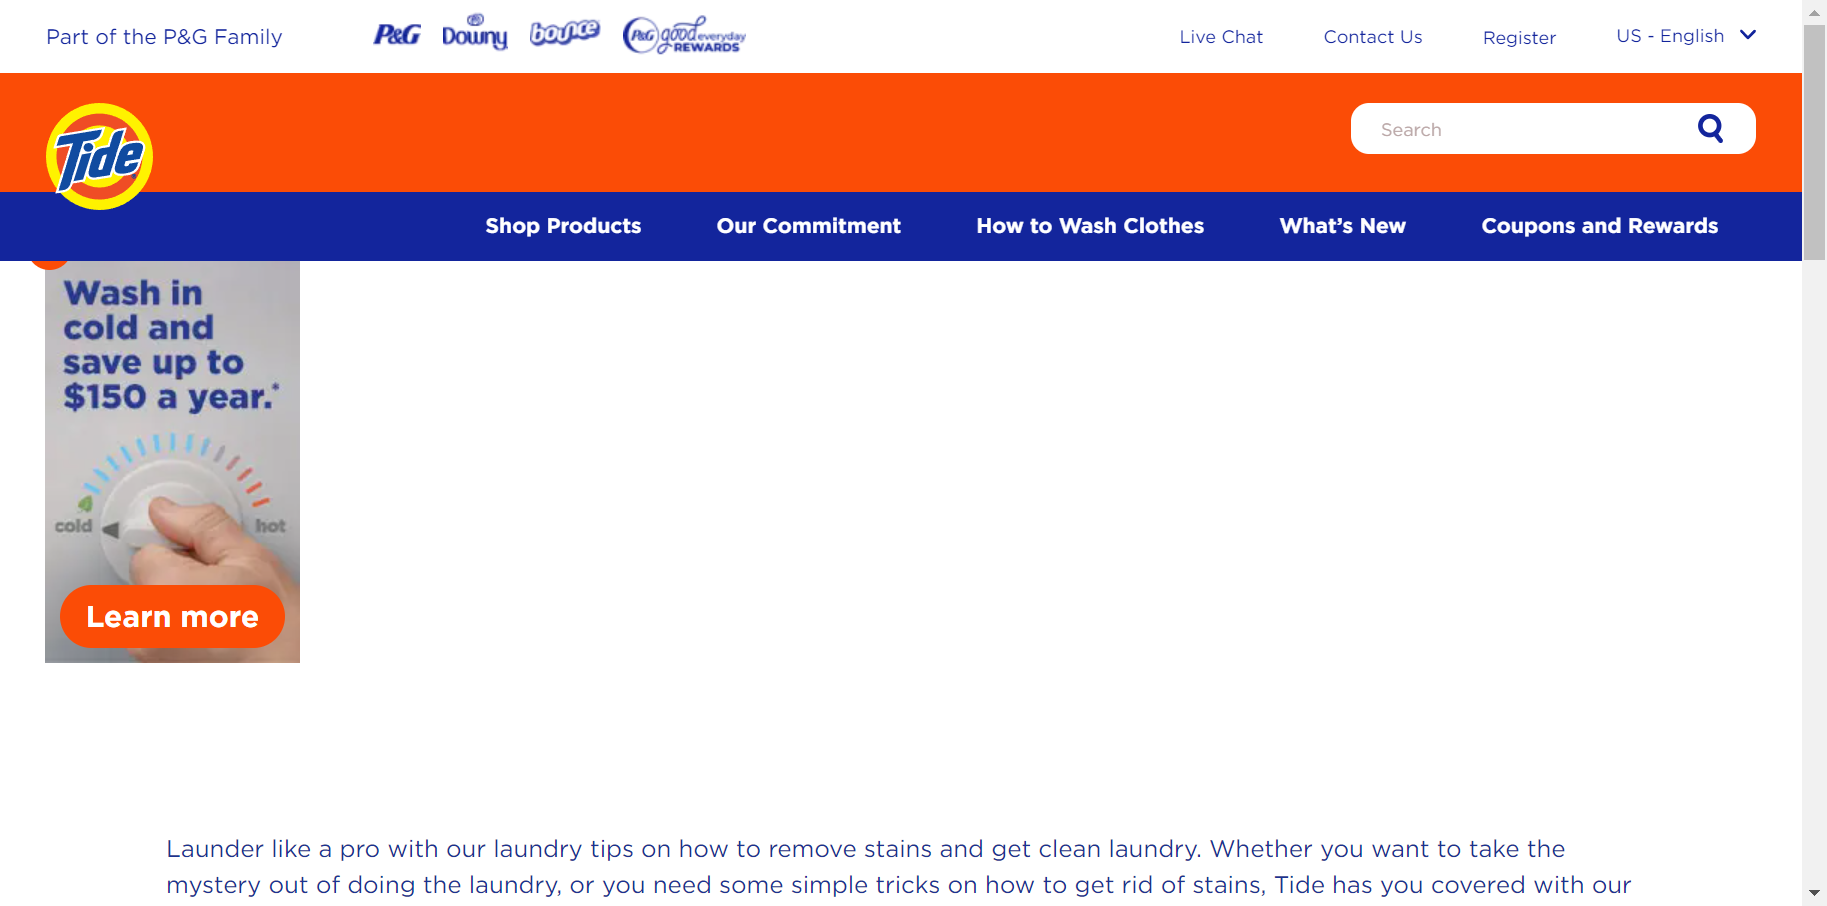 Part of the P&G Family
P&G
Downy
bounce
P&G good everyday
REWARDS
Live Chat
Contact Us
Register
US - English
Tide
Search
Shop Products
Our Commitment
How to Wash Clothes
What's New
Coupons and Rewards
Wash in
cold and
save up to
$150 a year.*
cold
hot
Learn more
Launder like a pro with our laundry tips on how to remove stains and get clean laundry. Whether you want to take the
mystery out of doing the laundry, or you need some simple tricks on how to get rid of stains, Tide has you covered with our